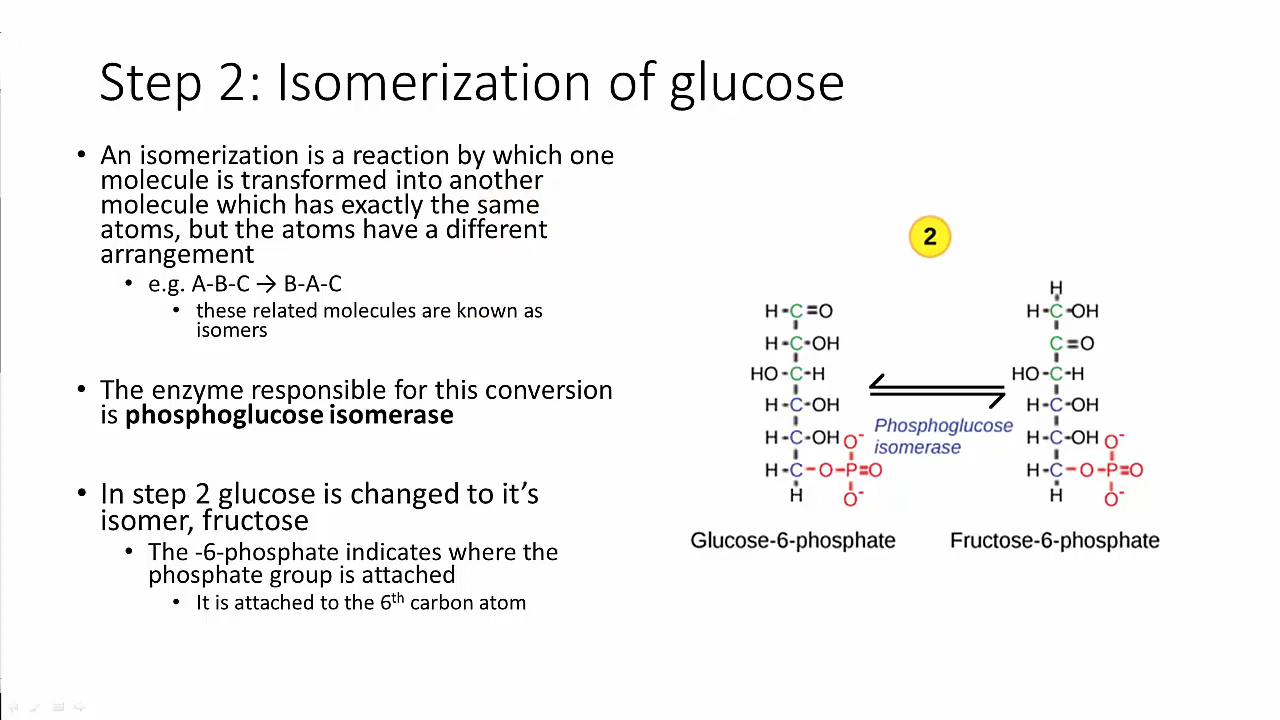 Step 2: Isomerization of glucose
• An isomerization is a reaction by which one
molecule is transformed into another
molecule which has exactly the same
atoms, but the atoms have a different
arrangement
• e.g. A-B-C → B-A-C
• these related molecules are known as
isomers
• The enzyme responsible for this conversion
is phosphoglucose isomerase
• In step 2 glucose is changed to it's
isomer, fructose
• The -6-phosphate indicates where the
phosphate group is attached
• It is attached to the 6th carbon atom
2
H-C=O
H-C-OH
HO-C-H
H-C-OH
H-C-OH O-
H-C-O-P=O
H O-
Phosphoglucose
isomerase
H
H-C-OH
C=O
HO-C-H
H-C-OH
H-C-OH O-
H-C-O-P=O
H O-
Glucose-6-phosphate
Fructose-6-phosphate